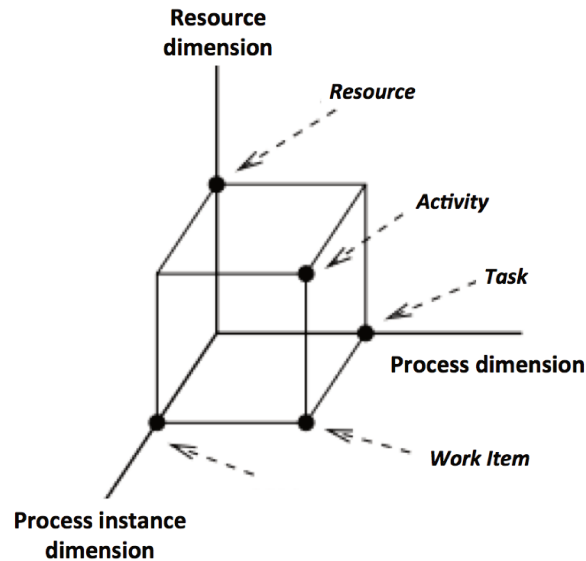 Resource
dimension
Resource
Activity
Task
Process dimension
Work Item
Process instance
dimension